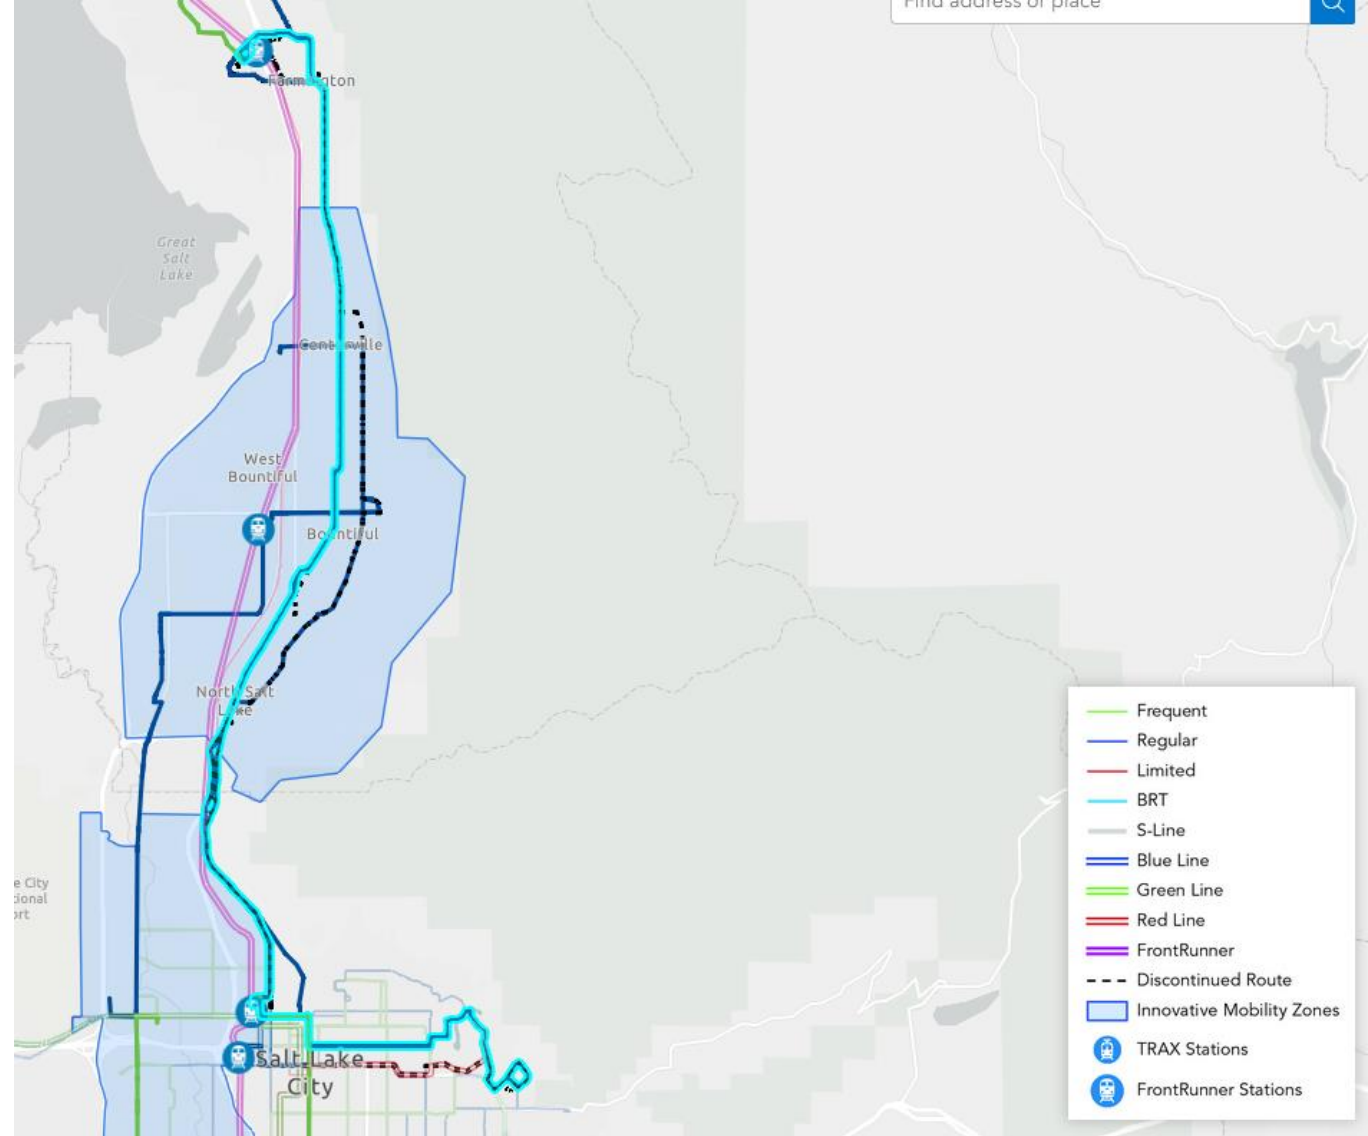 Find address or place
Farmington
Great
Salt
Lake
Centerville
West
Bountiful
Bountiful
North Salt
Lake
e City
tional
ort
Salt Lake
City
Frequent
Regular
Limited
BRT
S-Line
Blue Line
Green Line
Red Line
FrontRunner
Discontinued Route
Innovative Mobility Zones
TRAX Stations
FrontRunner Stations